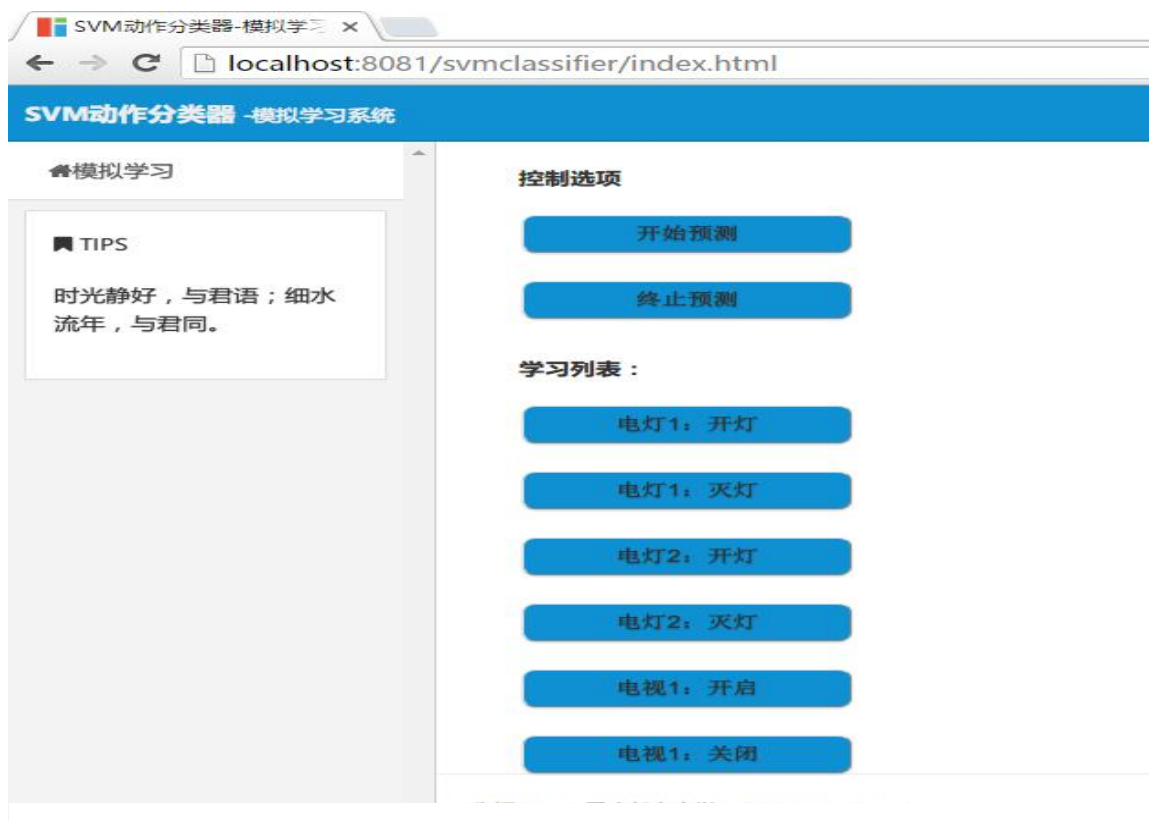 SVM动作分类器-模拟学习
localhost:8081/svmclassifier/index.html
SVM动作分类器 -模拟学习系统
模拟学习
TIPS
时光静好，与君语；细水
流年，与君同。
控制选项
开始预测
终止预测
学习列表：
电灯1：开灯
电灯1：灭灯
电灯2：开灯
电灯2：灭灯
电视1：开启
电视1：关闭